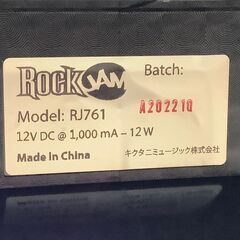 ROCKJAM
Batch:
A202210
Model: RJ761
12V DC @ 1,000 mA – 12 W
Made in China
キクタニミュージック株式会社